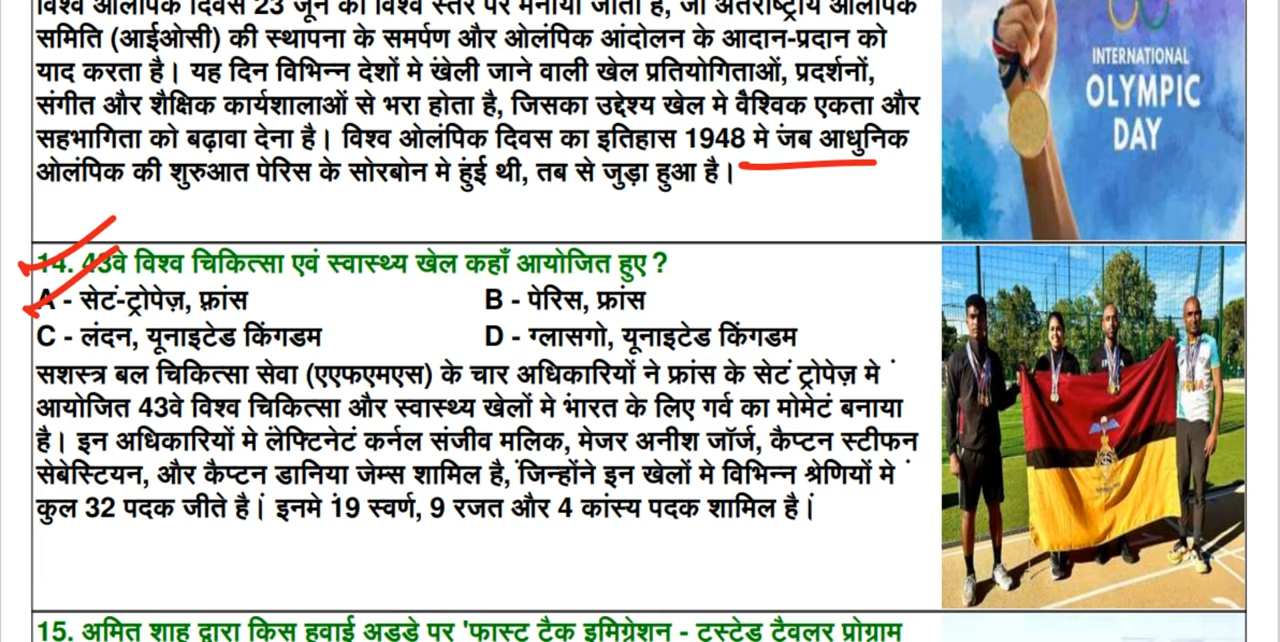 विश्व ओलंपिक दिवस 23 जून को विश्व स्तर पर मनाया जाता है, जो अंतर्राष्ट्रीय ओलंपिक
समिति (आईओसी) की स्थापना के समर्पण और ओलंपिक आंदोलन के आदान-प्रदान को
याद करता है। यह दिन विभिन्न देशों मे खेली जाने वाली खेल प्रतियोगिताओं, प्रदर्शनों,
संगीत और शैक्षिक कार्यशालाओं से भरा होता है, जिसका उद्देश्य खेल मे वैश्विक एकता और
सहभागिता को बढ़ावा देना है। विश्व ओलंपिक दिवस का इतिहास 1948 मे जब आधुनिक
ओलंपिक की शुरुआत पेरिस के सोरबोन मे हुई थी, तब से जुड़ा हुआ है।
INTERNATIONAL
OLYMPIC
DAY
14. 43वे विश्व चिकित्सा एवं स्वास्थ्य खेल कहाँ आयोजित हुए ?
A - सेटं-ट्रोपेज़, फ्रांस
B - पेरिस, फ्रांस
C - लंदन, यूनाइटेड किंगडम
D - ग्लासगो, यूनाइटेड किंगडम
सशस्त्र बल चिकित्सा सेवा (एएफएमएस) के चार अधिकारियों ने फ्रांस के सेटं ट्रोपेज़ मे
आयोजित 43वे विश्व चिकित्सा और स्वास्थ्य खेलों मे भारत के लिए गर्व का मोमेटं बनाया
है। इन अधिकारियों मे लेफ्टिनेटं कर्नल संजीव मलिक, मेजर अनीश जॉर्ज, कैप्टन स्टीफन
सेबेस्टियन, और कैप्टन डानिया जेम्स शामिल है, जिन्होंने इन खेलों मे विभिन्न श्रेणियों मे
कुल 32 पदक जीते है। इनमे 19 स्वर्ण, 9 रजत और 4 कांस्य पदक शामिल है।
15. अमित शाह द्वारा किस हवाई अड्डे पर 'फास्ट ट्रैक इमिग्रेशन - ट्रस्टेड ट्रैवलर प्रोग्राम